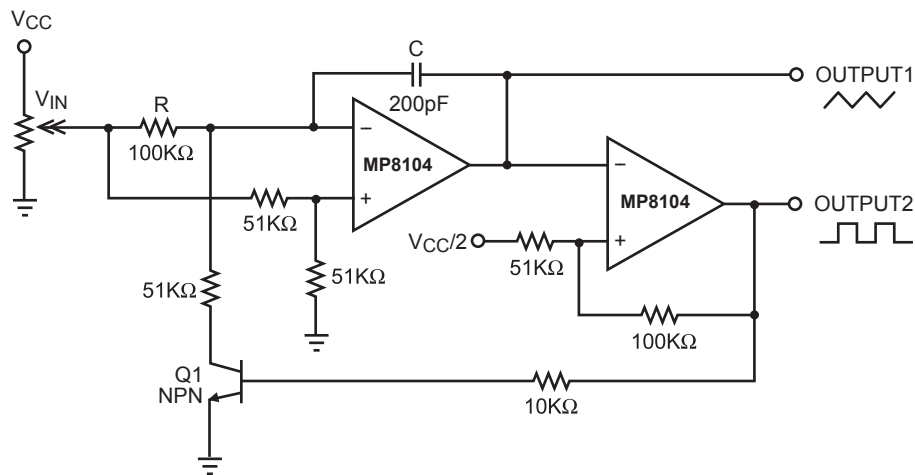 VCC
VIN
R
100KΩ
C
200pF
OUTPUT1
MP8104
−
+
51KΩ
51KΩ
51KΩ
VCC/2
51KΩ
MP8104
−
+
OUTPUT2
100KΩ
Q1
NPN
10KΩ